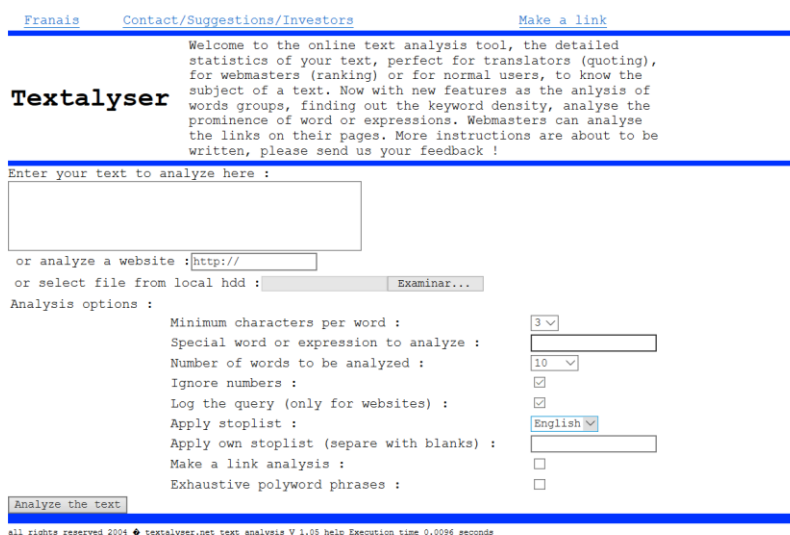 Franais Contact/Suggestions/Investors Make a link
Textalyser
Welcome to the online text analysis tool, the detailed
statistics of your text, perfect for translators (quoting),
for webmasters (ranking) or for normal users, to know the
subject of a text. Now with new features as the anlysis of
words groups, finding out the keyword density, analyse the
prominence of word or expressions. Webmasters can analyse
the links on their pages. More instructions are about to be
written, please send us your feedback !
Enter your text to analyze here :
or analyze a website : http://
or select file from local hdd : Examinar...
Analysis options :
Minimum characters per word : 3
Special word or expression to analyze :
Number of words to be analyzed : 10
Ignore numbers :
Log the query (only for websites) :
Apply stoplist : English
Apply own stoplist (separe with blanks) :
Make a link analysis :
Exhaustive polyword phrases :
Analyze the text
all rights reserved 2004 � textalyser.net text analysis V 1.05 help Execution time 0.0096 seconds